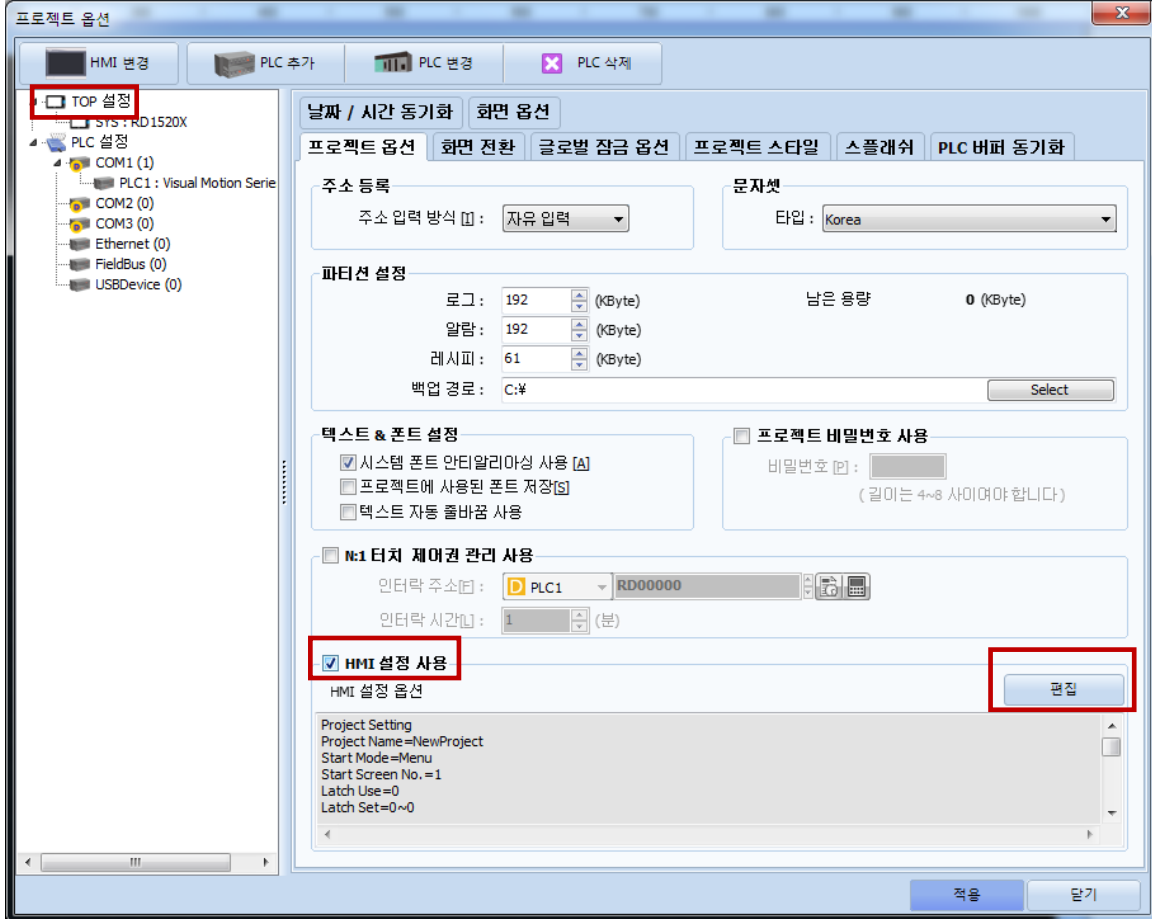 프로젝트 옵션
HMI 변경
PLC 추가
PLC 변경
PLC 삭제
TOP 설정
SYS : RD1520X
PLC 설정
COM1 (1)
PLC1 : Visual Motion Serie
COM2 (0)
COM3 (0)
Ethernet (0)
FieldBus (0)
USBDevice (0)
날짜 / 시간 동기화 화면 옵션
프로젝트 옵션 화면 전환 글로벌 잠금 옵션 프로젝트 스타일 스플래쉬 PLC 버퍼 동기화
주소 등록
주소 입력 방식 [I] : 자유 입력
문자셋
타입 : Korea
파티션 설정
로그 : 192 (KByte) 남은 용량 0 (KByte)
알람 : 192 (KByte)
레시피 : 61 (KByte)
백업 경로 : C:¥ Select
텍스트 & 폰트 설정
시스템 폰트 안티알리아싱 사용 [A]
프로젝트에 사용된 폰트 저장[S]
텍스트 자동 줄바꿈 사용
프로젝트 비밀번호 사용
비밀번호 [P] :
( 길이는 4~8 사이여야 합니다 )
N:1 터치 제어권 관리 사용
인터락 주소[F] : D PLC1 RD00000
인터락 시간[L] : 1 (분)
HMI 설정 사용
HMI 설정 옵션 편집
Project Setting
Project Name=NewProject
Start Mode=Menu
Start Screen No.=1
Latch Use=0
Latch Set=0~0
적용 닫기